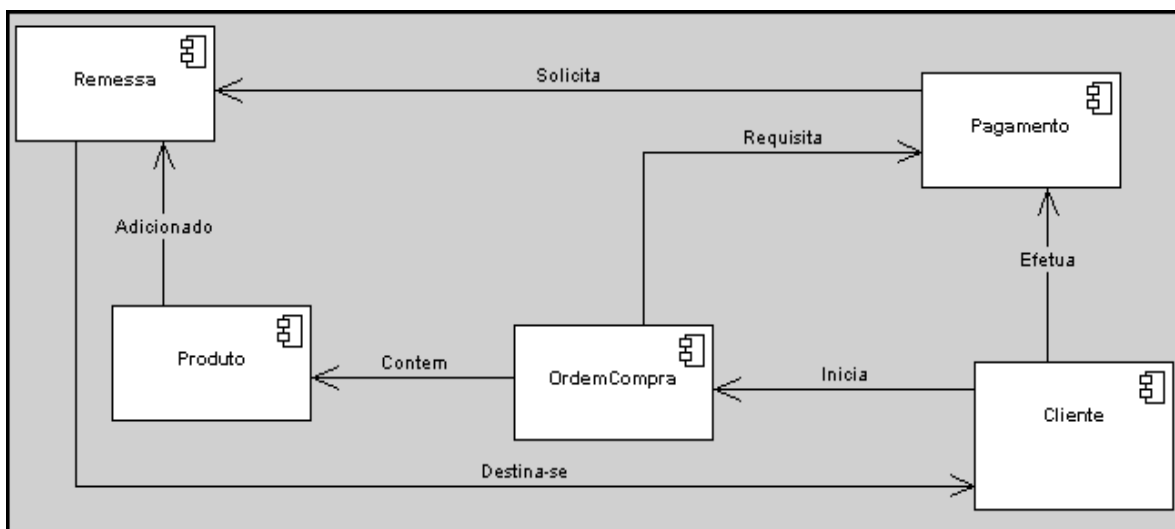 Remessa
Solicita
Pagamento
Requisita
Adicionado
Efetua
Produto
Contem
OrdemCompra
Inicia
Cliente
Destina-se